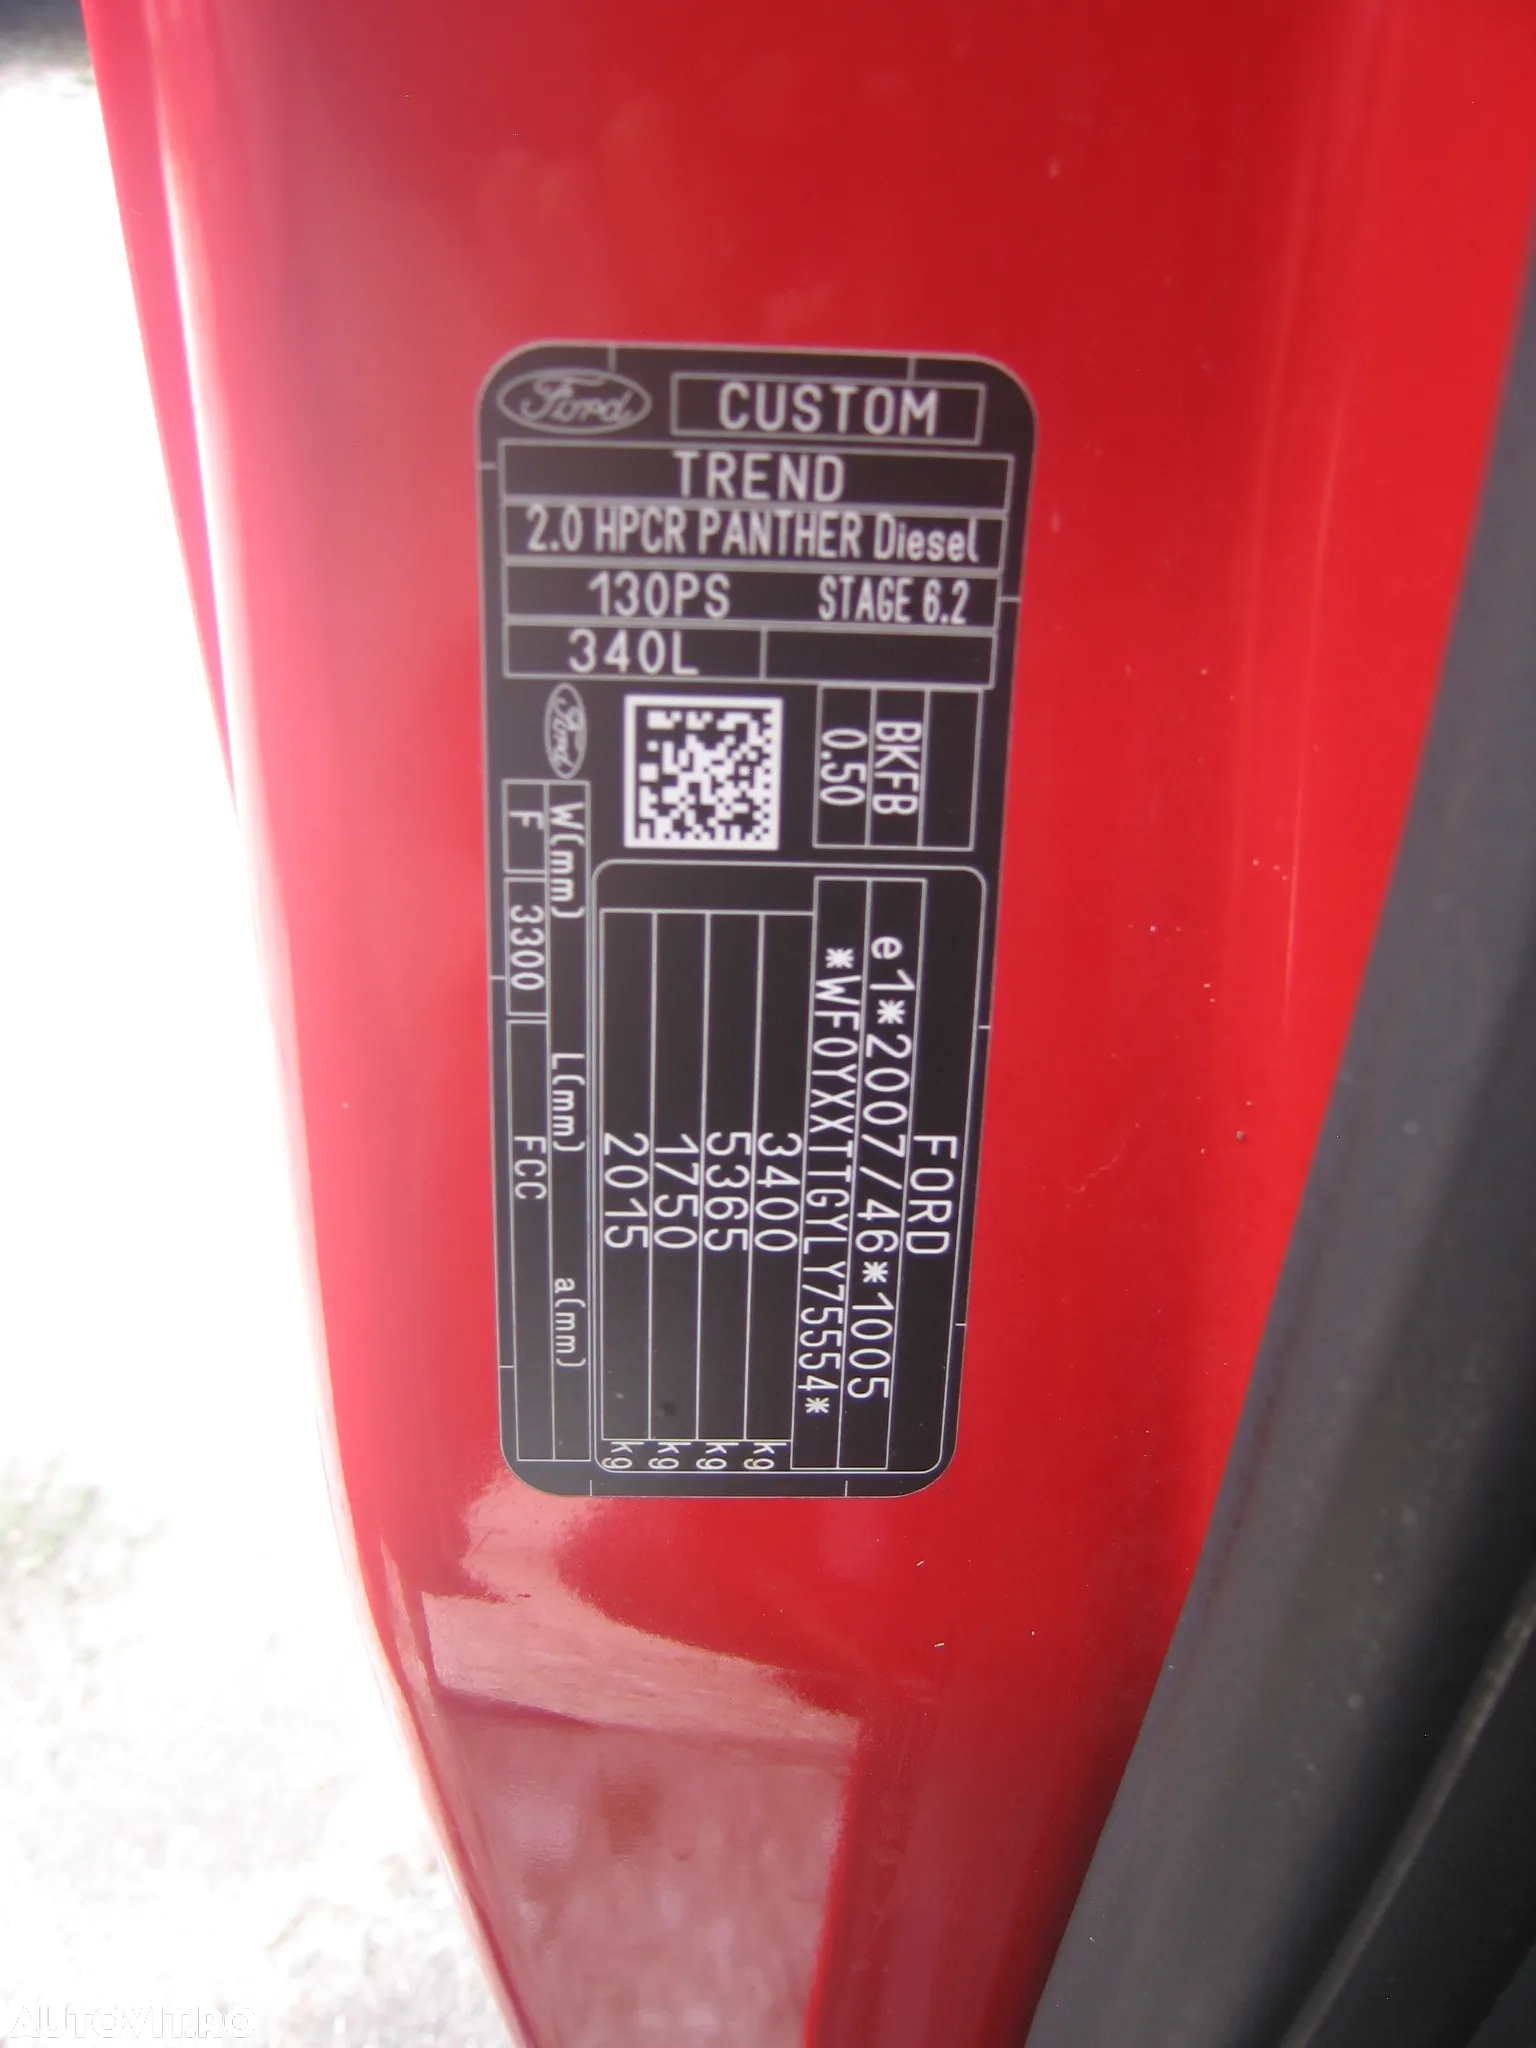 Ford
CUSTOM
TREND
2.0 HPCR PANTHER Diesel
130PS STAGE 6.2
340L
Ford
BKFB
0.50
FORD
e1*2007/46*1005
*WF0YXXTTGYLY75554*
3400 kg
5365 kg
1750 kg
2015 kg
W(mm) L(mm) a(mm)
F 3300 FCC
AUTOVIT.RO